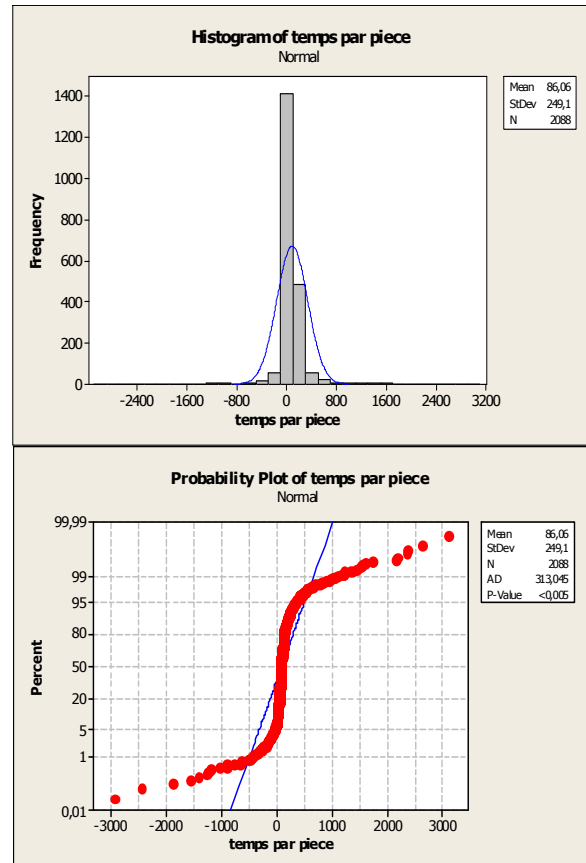 Histogram of temps par piece
Normal
Mean 86,06
StDev 249,1
N 2088
Frequency
1400
1200
1000
800
600
400
200
0
-2400 -1600 -800 0 800 1600 2400 3200
temps par piece
Probability Plot of temps par piece
Normal
Mean 86,06
StDev 249,1
N 2088
AD 313,045
P-Value <0,005
Percent
99,99
99
95
80
50
20
5
1
0,01
-3000 -2000 -1000 0 1000 2000 3000
temps par piece